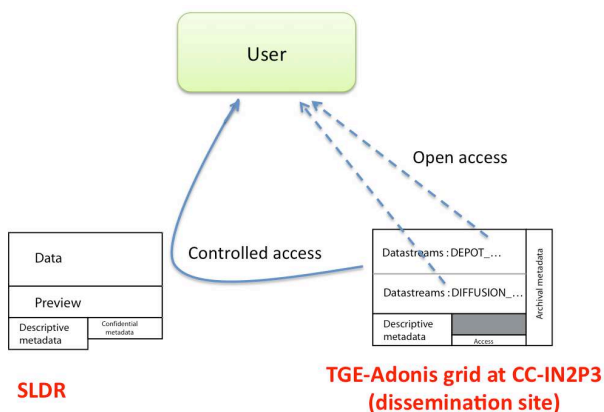 User
Open access
Controlled access
Data
Preview
Descriptive
metadata
Confidential
metadata
Datastreams : DEPOT_...
Datastreams : DIFFUSION_...
Descriptive
metadata
Access
Archival metadata
SLDR
TGE-Adonis grid at CC-IN2P3
(dissemination site)